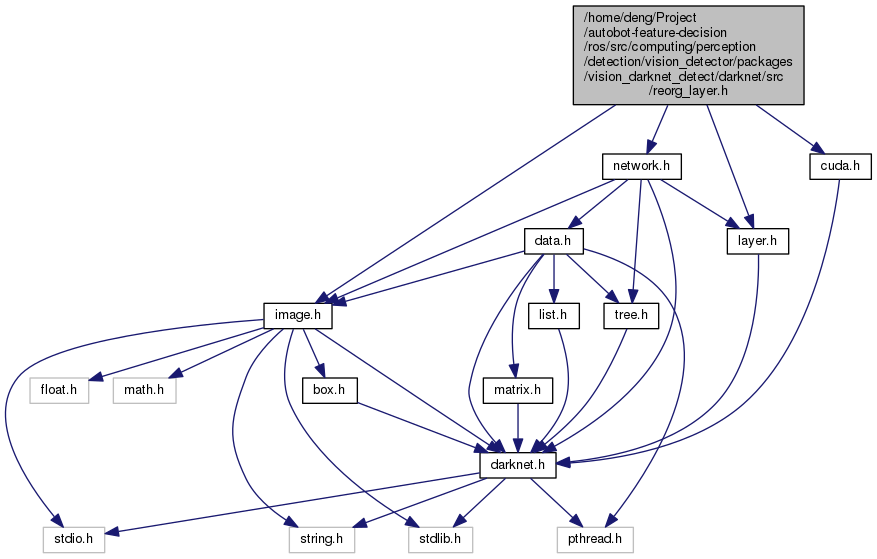 /home/deng/Project
/autobot-feature-decision
/ros/src/computing/perception
/detection/vision_detector/packages
/vision_darknet_detect/darknet/src
/reorg_layer.h
network.h
cuda.h
data.h
layer.h
image.h
list.h
tree.h
float.h
math.h
box.h
matrix.h
darknet.h
stdio.h
string.h
stdlib.h
pthread.h